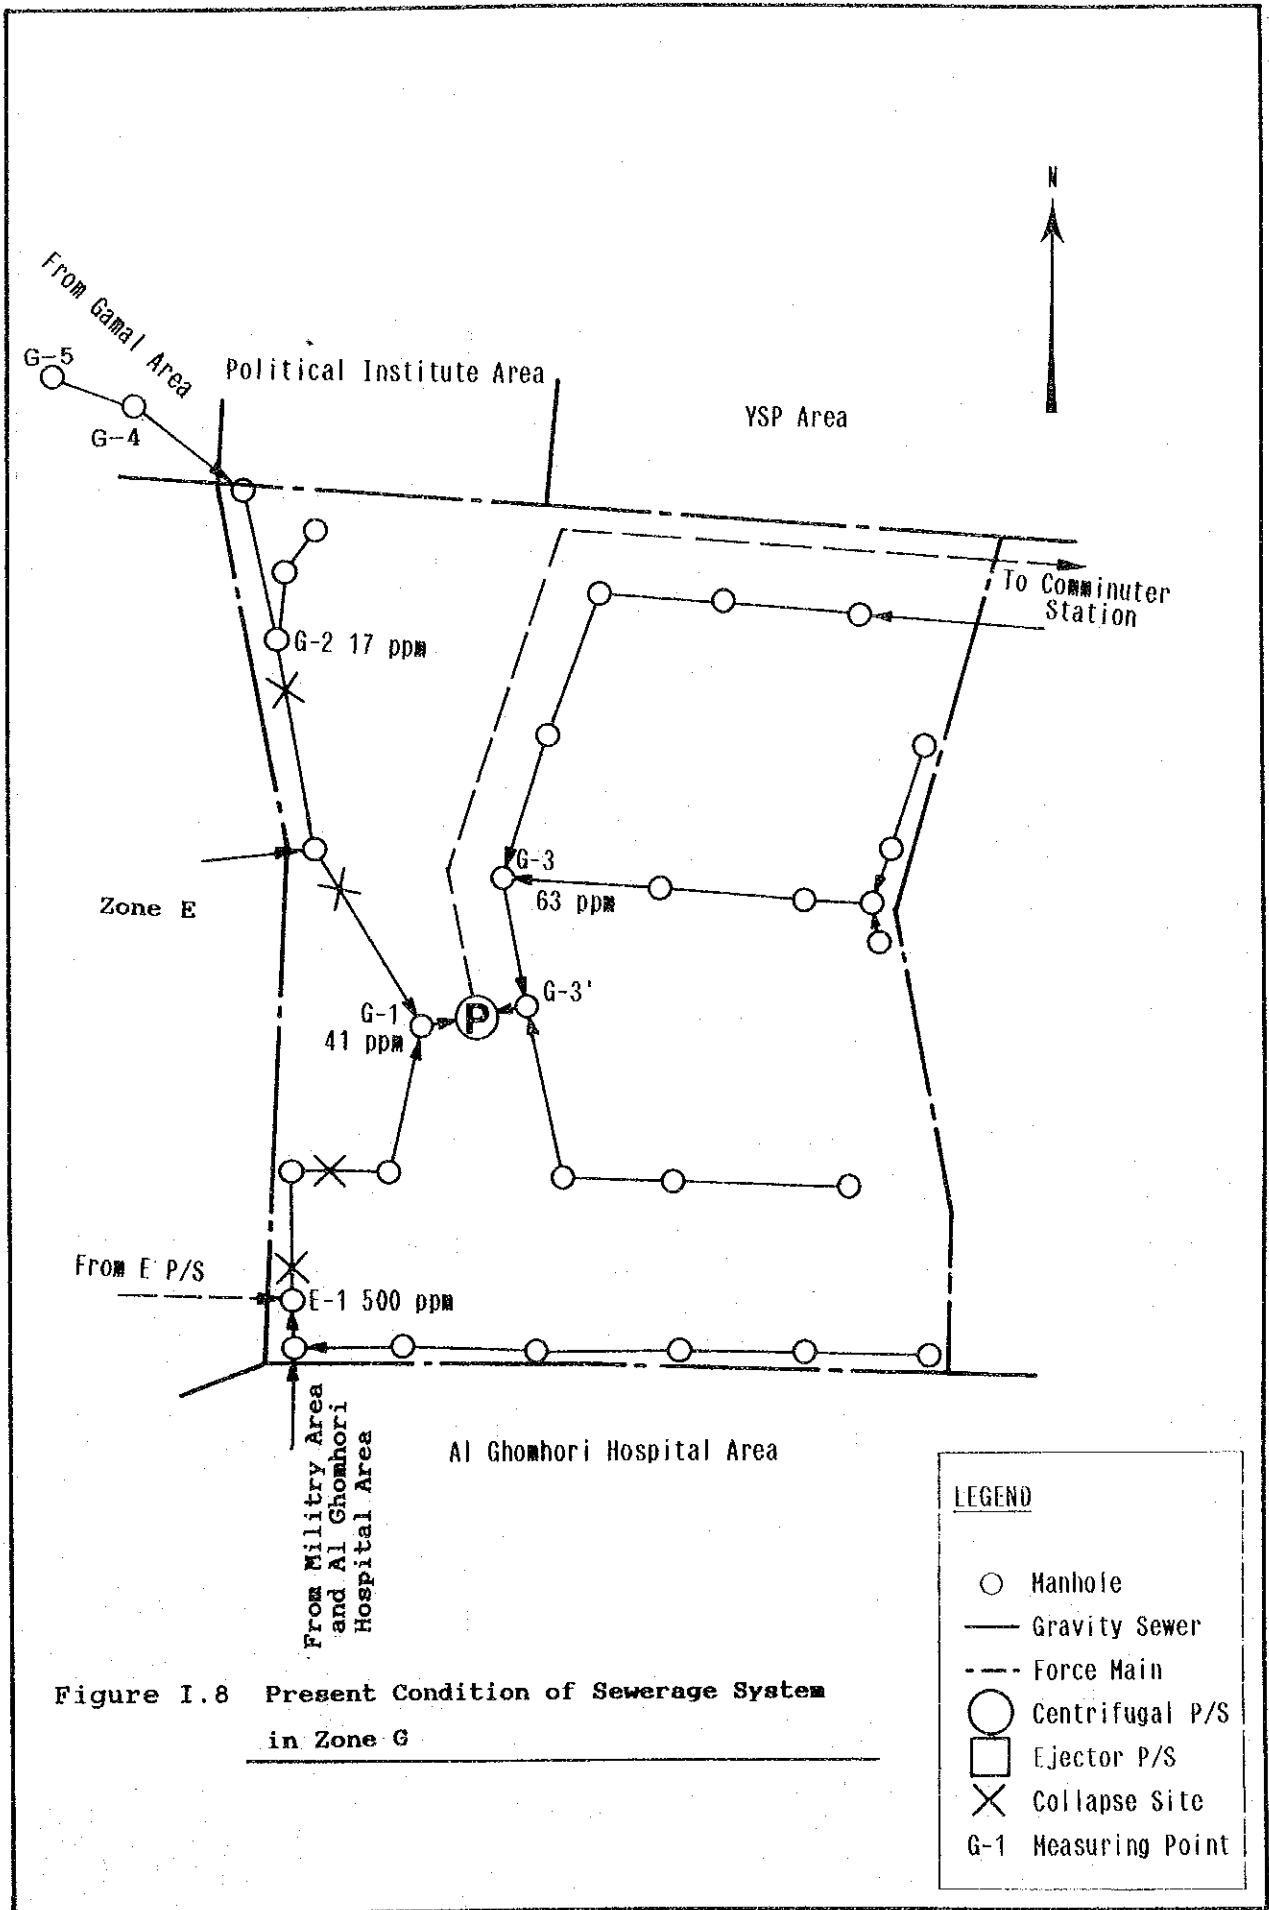 N
From Gamal Area
G-5
G-4
Political Institute Area
YSP Area
To Comminuter
Station
G-2 17 ppm
G-3
63 ppm
Zone E
G-3'
G-1
41 ppm
P
From E P/S
E-1 500 ppm
From Militry Area
and Al Ghomhori
Hospital Area
Al Ghomhori Hospital Area
LEGEND
Manhole
Gravity Sewer
Force Main
Centrifugal P/S
Ejector P/S
Collapse Site
G-1 Measuring Point
Figure I.8 Present Condition of Sewerage System
in Zone G